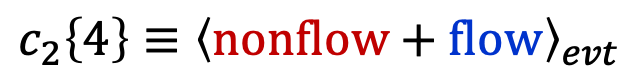 c₂{4} ≡ ⟨nonflow + flow⟩ₑᵥₜ